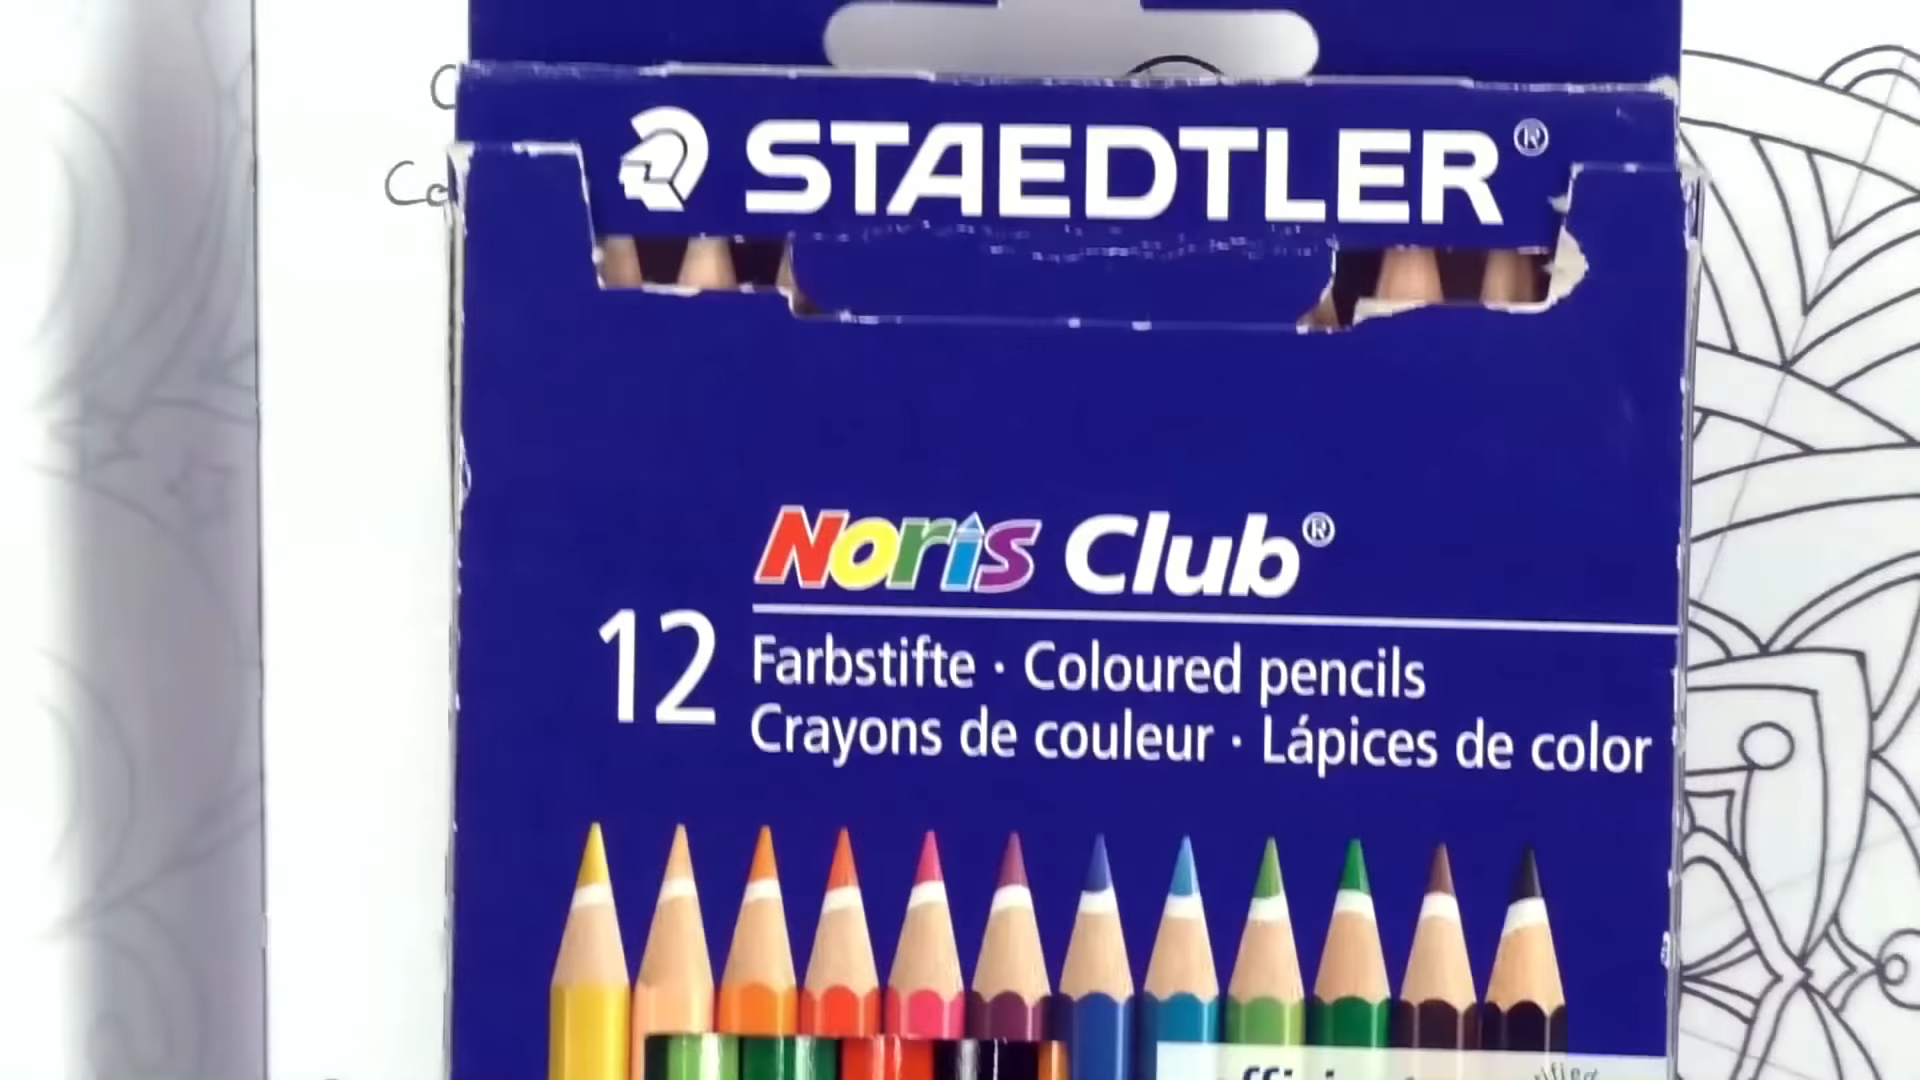 STAEDTLER®
Noris Club®
12
Farbstifte · Coloured pencils
Crayons de couleur · Lápices de color